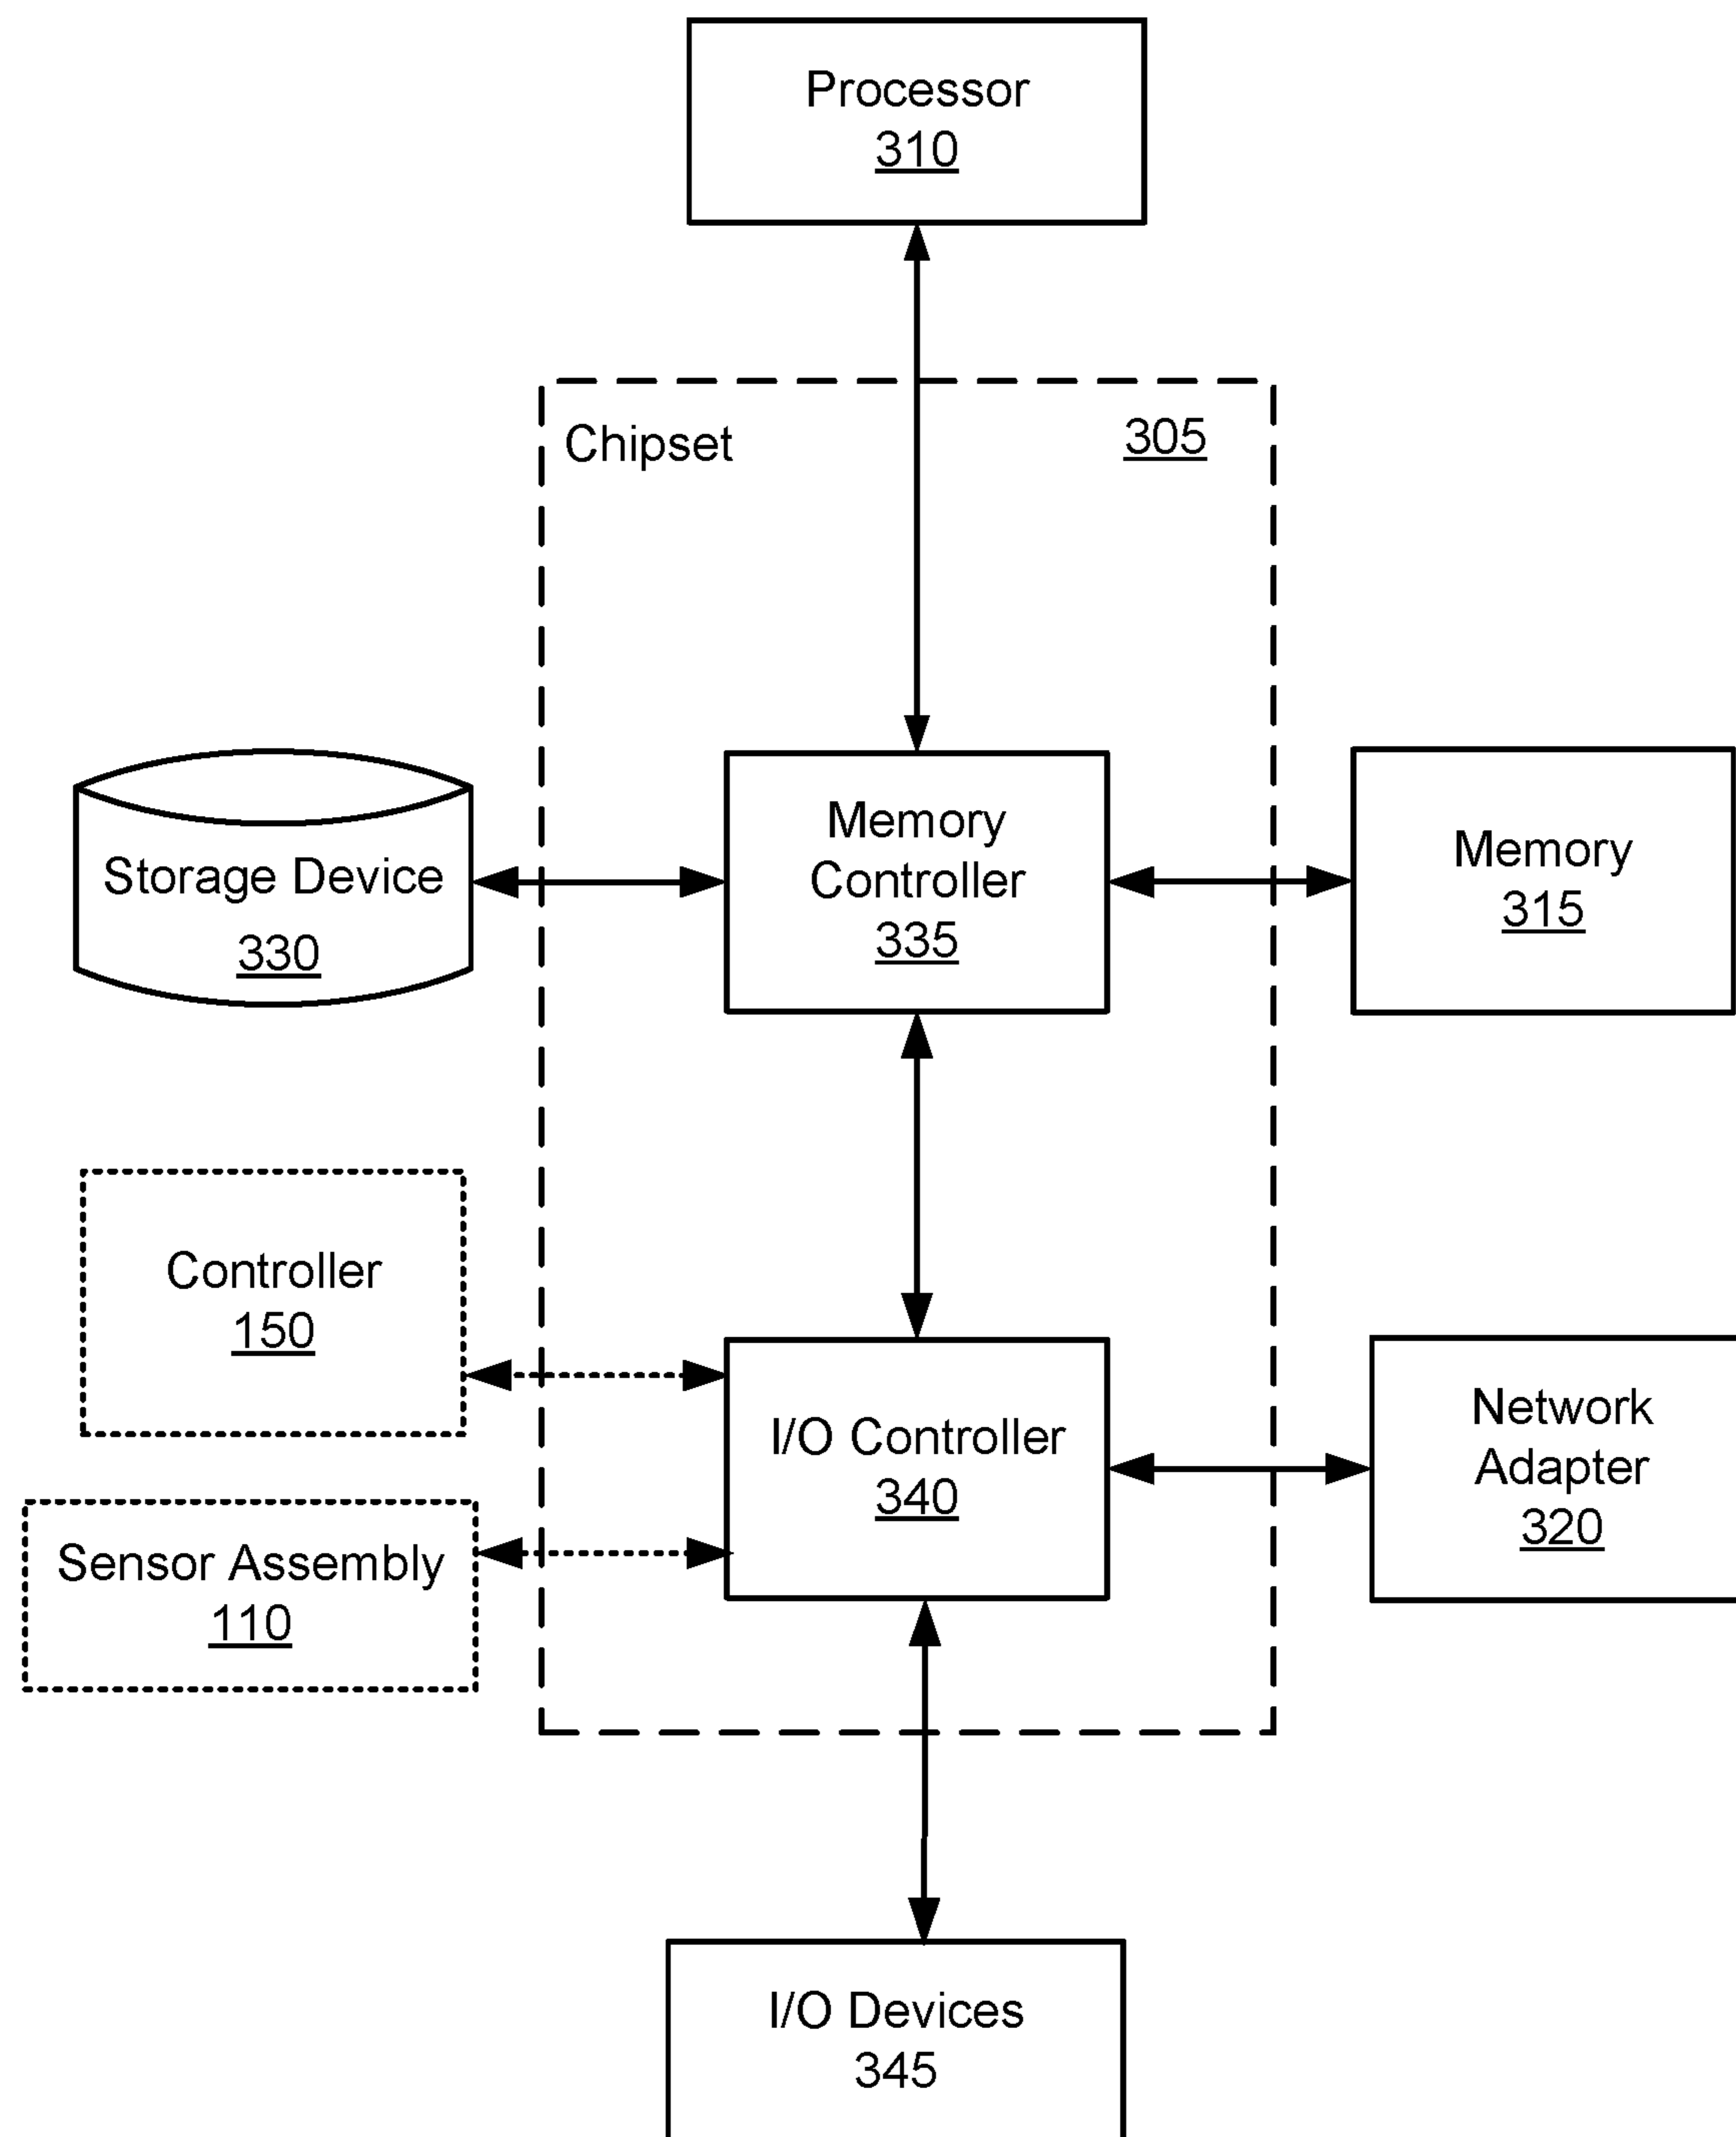 Processor
310
Chipset
305
Storage Device
330
Memory
Controller
335
Memory
315
Controller
150
I/O Controller
340
Network
Adapter
320
Sensor Assembly
110
I/O Devices
345